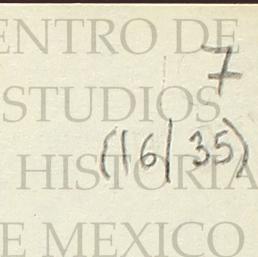 ENTRO DE
7
STUDIOS
(16/35)
HISTORIA
E MEXICO